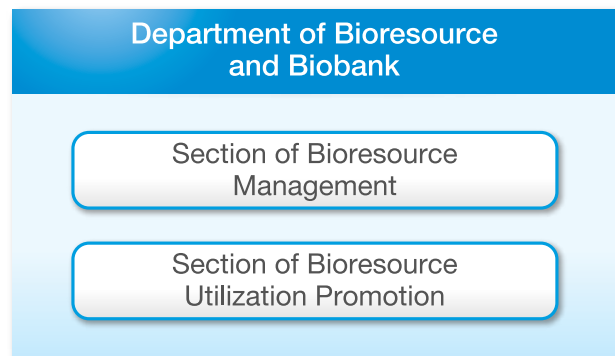 Department of Bioresource
and Biobank
Section of Bioresource
Management
Section of Bioresource
Utilization Promotion